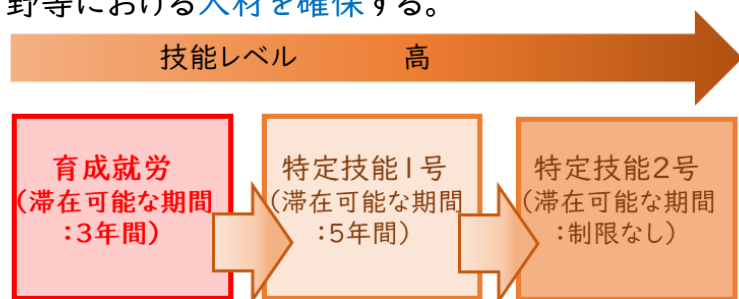 野等における人材を確保する。
技能レベル 高
育成就労
(滞在可能な期間
:3年間)
特定技能1号
(滞在可能な期間
:5年間)
特定技能2号
(滞在可能な期間
:制限なし)